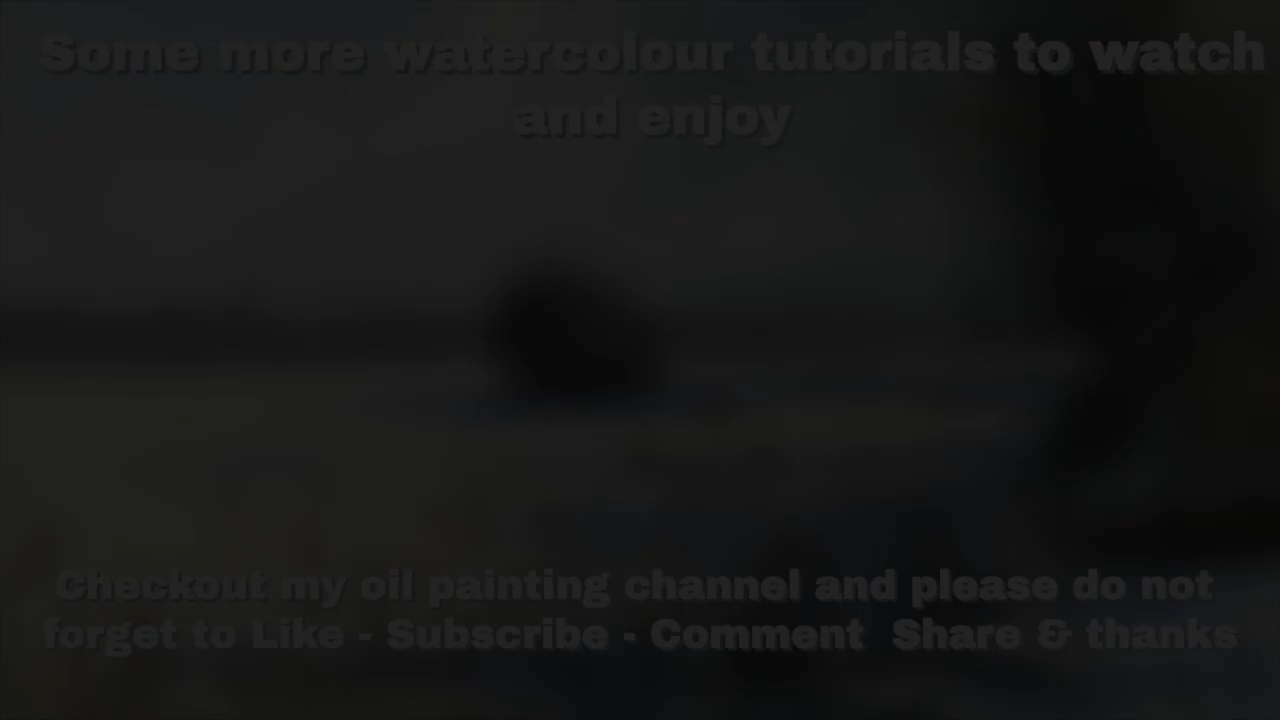 Some more watercolour tutorials to watch
and enjoy
Checkout my oil painting channel and please do not
forget to Like - Subscribe - Comment  Share & thanks